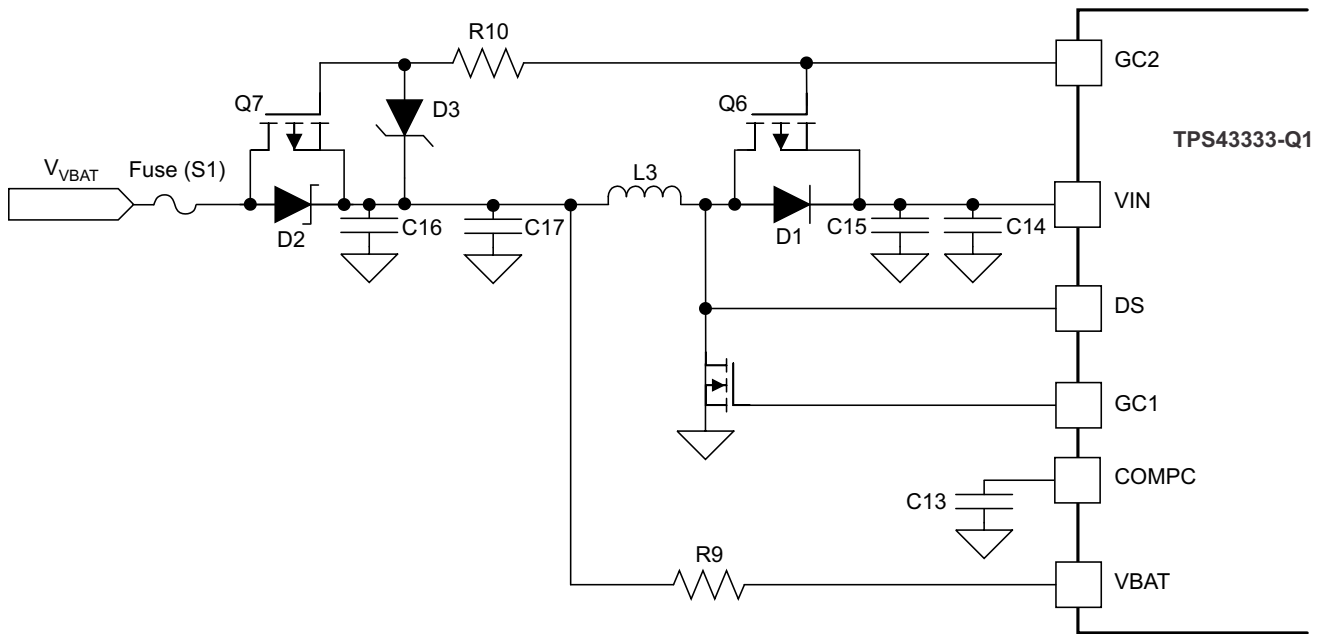 R10
GC2
Q7
D3
Q6
TPS43333-Q1
V_VBAT
Fuse (S1)
L3
VIN
D2
C16
C17
D1
C15
C14
DS
GC1
COMPC
C13
R9
VBAT